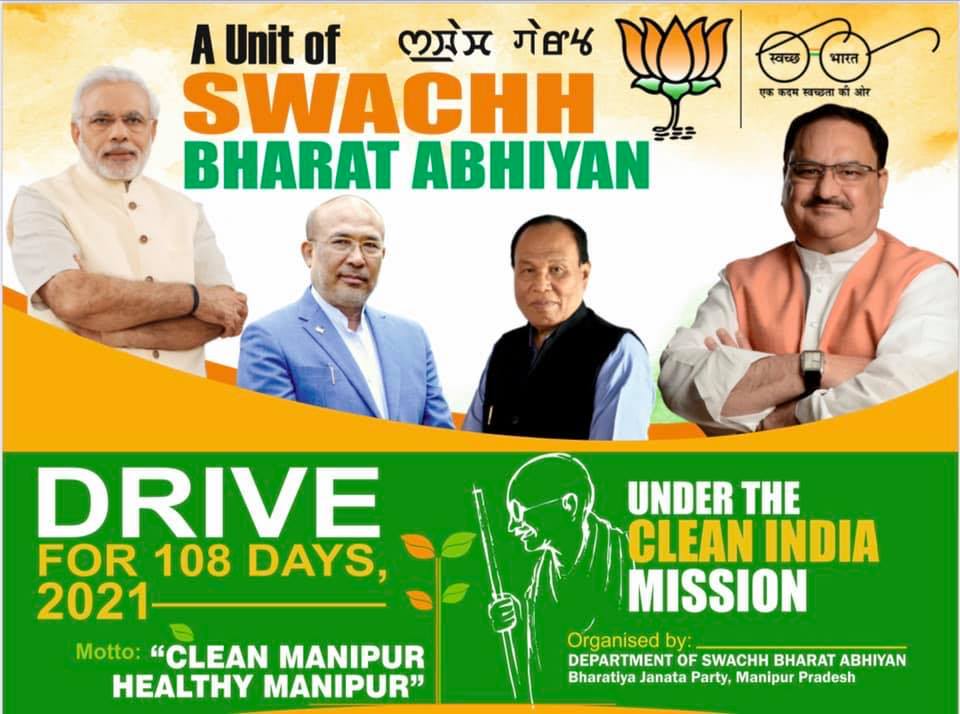 A Unit of
SWACHH
BHARAT ABHIYAN
स्वच्छ भारत
एक कदम स्वच्छता की ओर
DRIVE
FOR 108 DAYS,
2021
Motto: “CLEAN MANIPUR
HEALTHY MANIPUR”
UNDER THE
CLEAN INDIA
MISSION
Organised by:
DEPARTMENT OF SWACHH BHARAT ABHIYAN
Bharatiya Janata Party, Manipur Pradesh